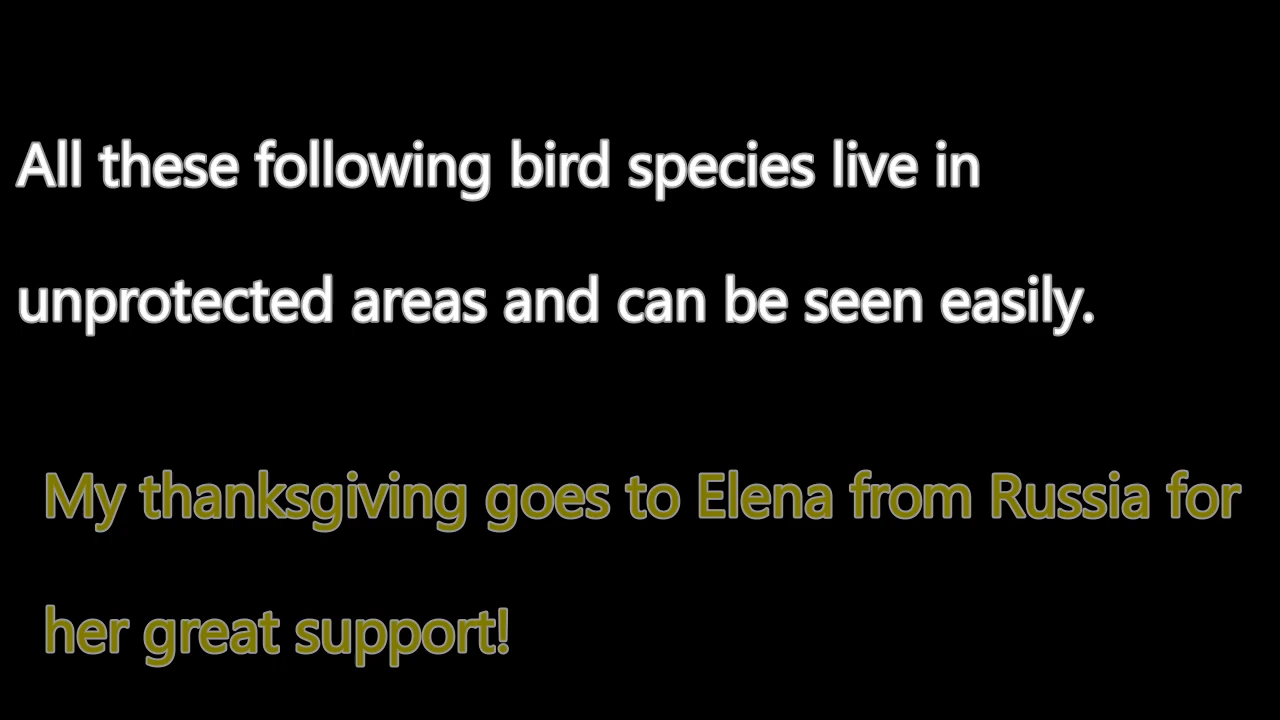 All these following bird species live in
unprotected areas and can be seen easily.
My thanksgiving goes to Elena from Russia for
her great support!